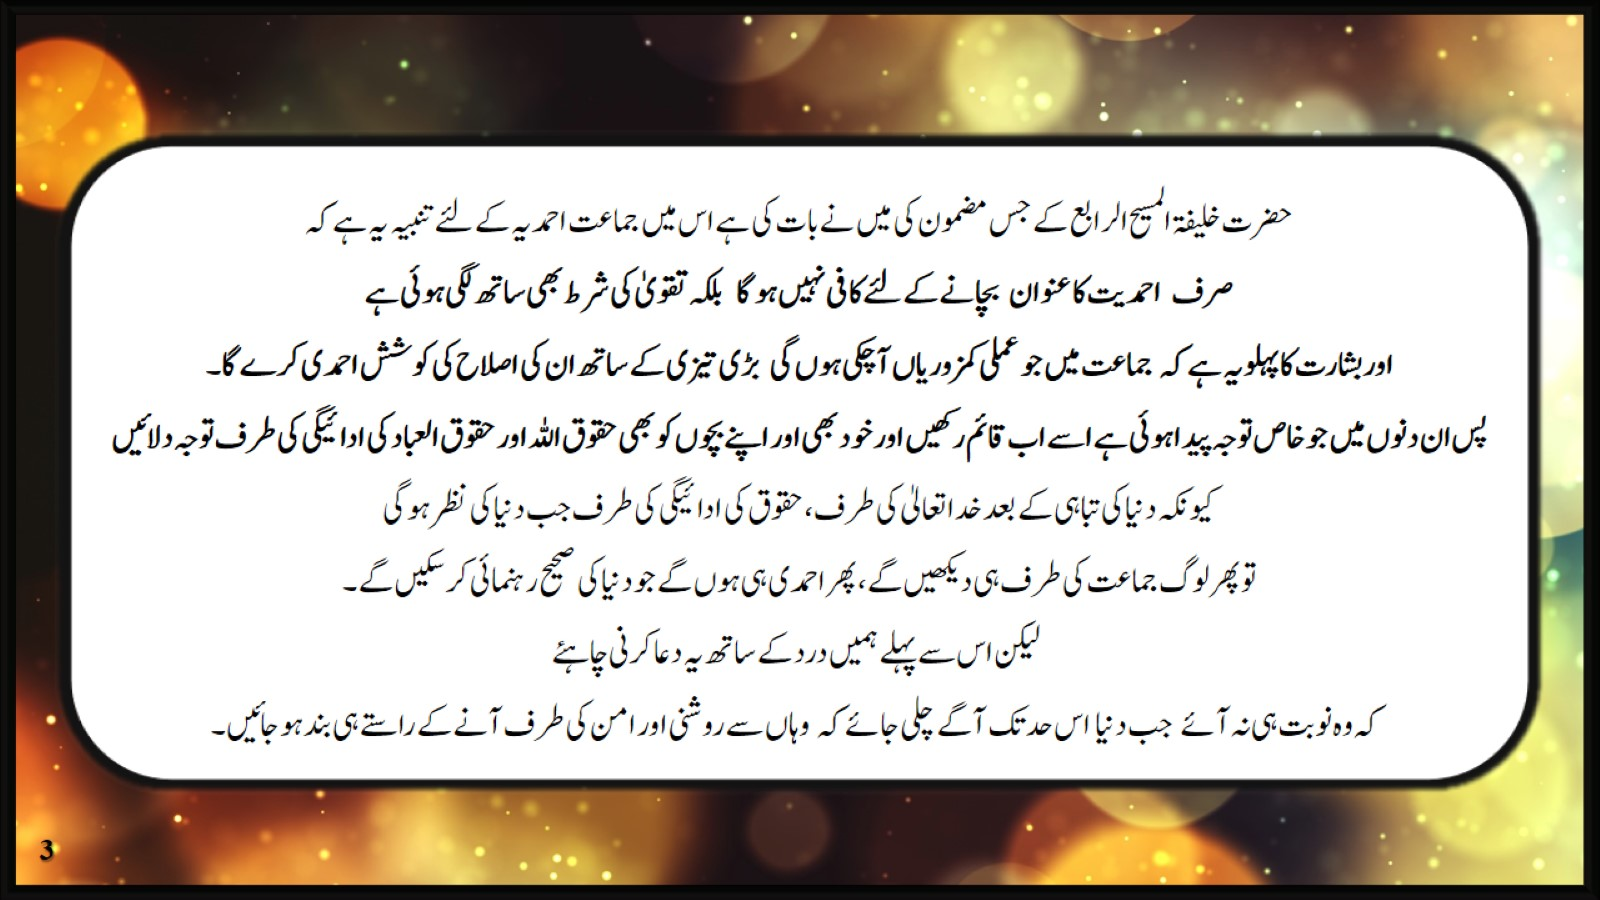 حضرت خلیفۃ المسیح الرابع کے جس مضمون کی میں نے بات کی ہے اس میں جماعت احمدیہ کے لئے تنبیہ یہ ہے کہ
صرف احمدیت کا عنوان بچانے کے لئے کافی نہیں ہو گا بلکہ تقویٰ کی شرط بھی ساتھ لگی ہوئی ہے
اور بشارت کا پہلو یہ ہے کہ جماعت میں جو عملی کمزوریاں آچکی ہوں گی بڑی تیزی کے ساتھ ان کی اصلاح کی کوشش احمدی کرے گا۔
پس ان دنوں میں جو خاص توجہ پیدا ہوئی ہے اسے اب قائم رکھیں اور خود بھی اور اپنے بچوں کو بھی حقوق اللہ اور حقوق العباد کی ادائیگی کی طرف توجہ دلائیں
کیونکہ دنیا کی تباہی کے بعد خدا تعالیٰ کی طرف، حقوق کی ادائیگی کی طرف جب دنیا کی نظر ہو گی
تو پھر لوگ جماعت کی طرف ہی دیکھیں گے، پھر احمدی ہی ہوں گے جو دنیا کی صحیح رہنمائی کر سکیں گے۔
لیکن اس سے پہلے ہمیں درد کے ساتھ یہ دعا کرنی چاہئے
کہ وہ نوبت ہی نہ آئے جب دنیا اس حد تک آگے چلی جائے کہ وہاں سے روشنی اور امن کی طرف آنے کے راستے ہی بند ہو جائیں۔
3